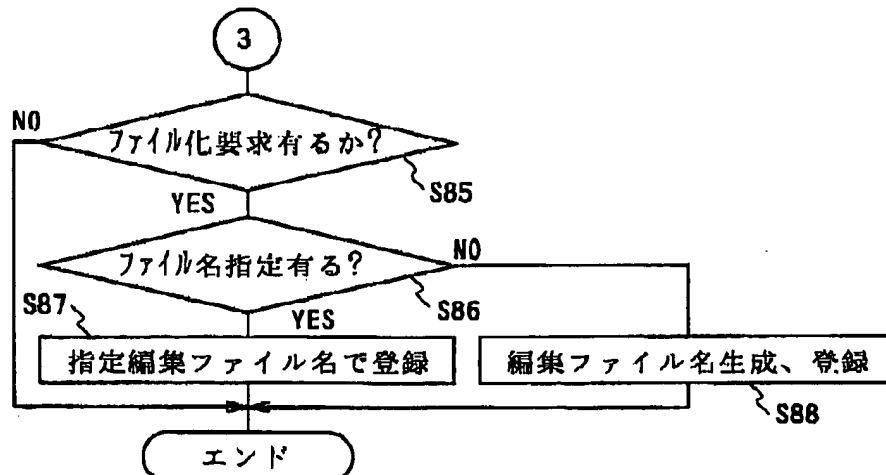 3
NO
ファイル化要求有るか?
S85
YES
ファイル名指定有る?
NO
S86
S87
YES
指定編集ファイル名で登録
編集ファイル名生成、登録
S88
エンド